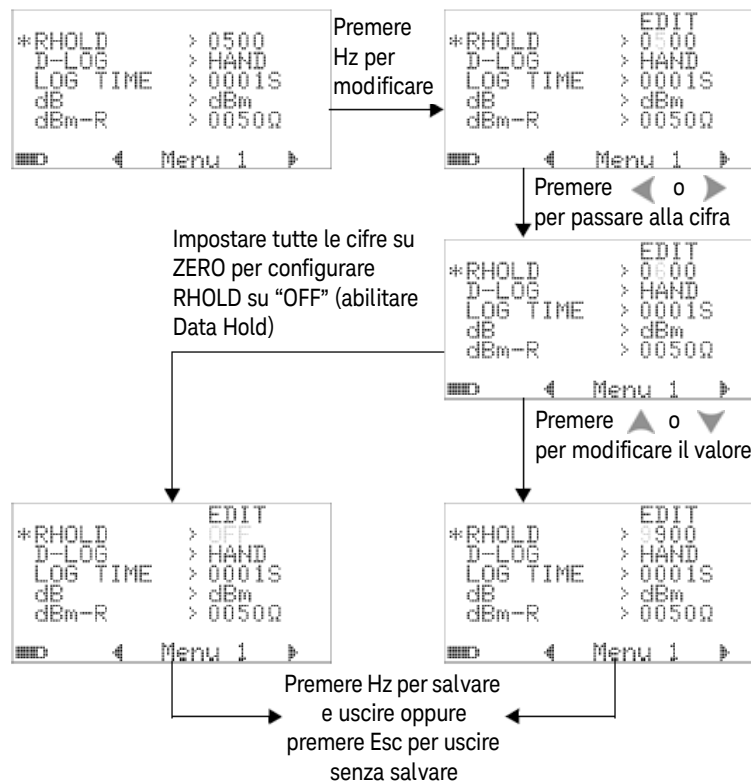 *RHOLD > 0500
D-LOG > HAND
LOG TIME > 0001S
dB > dBm
dBm-R > 0050Ω
Menu 1
Premere
Hz per
modificare
EDIT
*RHOLD > 0500
D-LOG > HAND
LOG TIME > 0001S
dB > dBm
dBm-R > 0050Ω
Menu 1
Premere o
per passare alla cifra
Impostare tutte le cifre su
ZERO per configurare
RHOLD su “OFF” (abilitare
Data Hold)
EDIT
*RHOLD > 0600
D-LOG > HAND
LOG TIME > 0001S
dB > dBm
dBm-R > 0050Ω
Menu 1
Premere o
per modificare il valore
EDIT
*RHOLD > OFF
D-LOG > HAND
LOG TIME > 0001S
dB > dBm
dBm-R > 0050Ω
Menu 1
EDIT
*RHOLD > 9900
D-LOG > HAND
LOG TIME > 0001S
dB > dBm
dBm-R > 0050Ω
Menu 1
Premere Hz per salvare
e uscire oppure
premere Esc per uscire
senza salvare